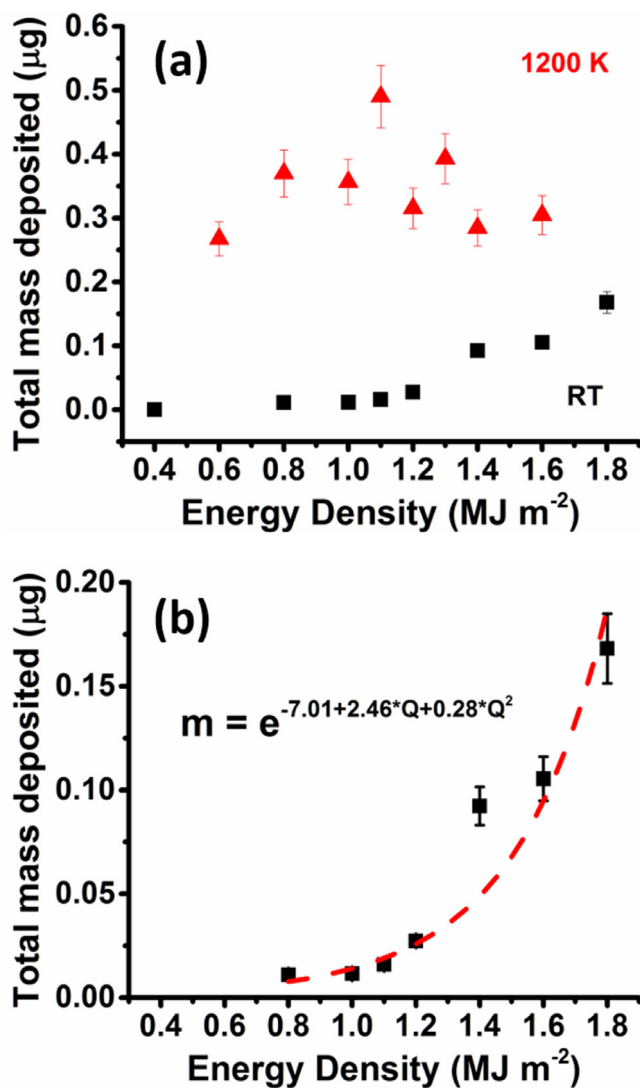 (a)
1200 K
RT
Total mass deposited (μg)
0.6
0.5
0.4
0.3
0.2
0.1
0.0
0.4 0.6 0.8 1.0 1.2 1.4 1.6 1.8
Energy Density (MJ m⁻²)
(b)
m = e^-7.01+2.46*Q+0.28*Q²
Total mass deposited (μg)
0.20
0.15
0.10
0.05
0.00
0.4 0.6 0.8 1.0 1.2 1.4 1.6 1.8
Energy Density (MJ m⁻²)